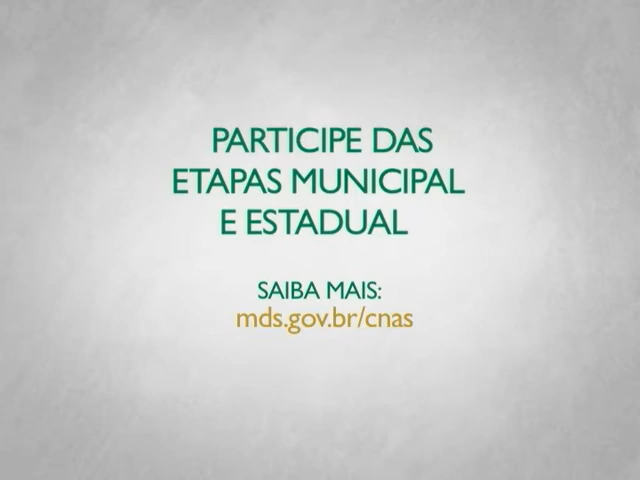 PARTICIPE DAS
ETAPAS MUNICIPAL
E ESTADUAL
SAIBA MAIS:
mds.gov.br/cnas